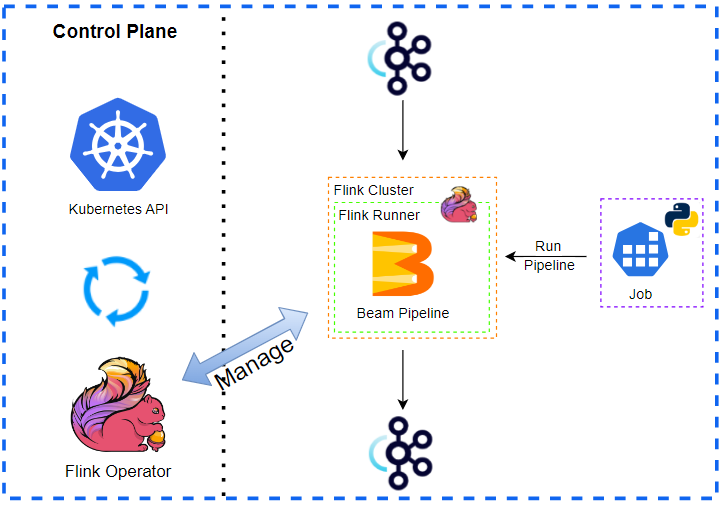 Control Plane
Kubernetes API
Flink Operator
Manage
Flink Cluster
Flink Runner
Beam Pipeline
Run
Pipeline
Job